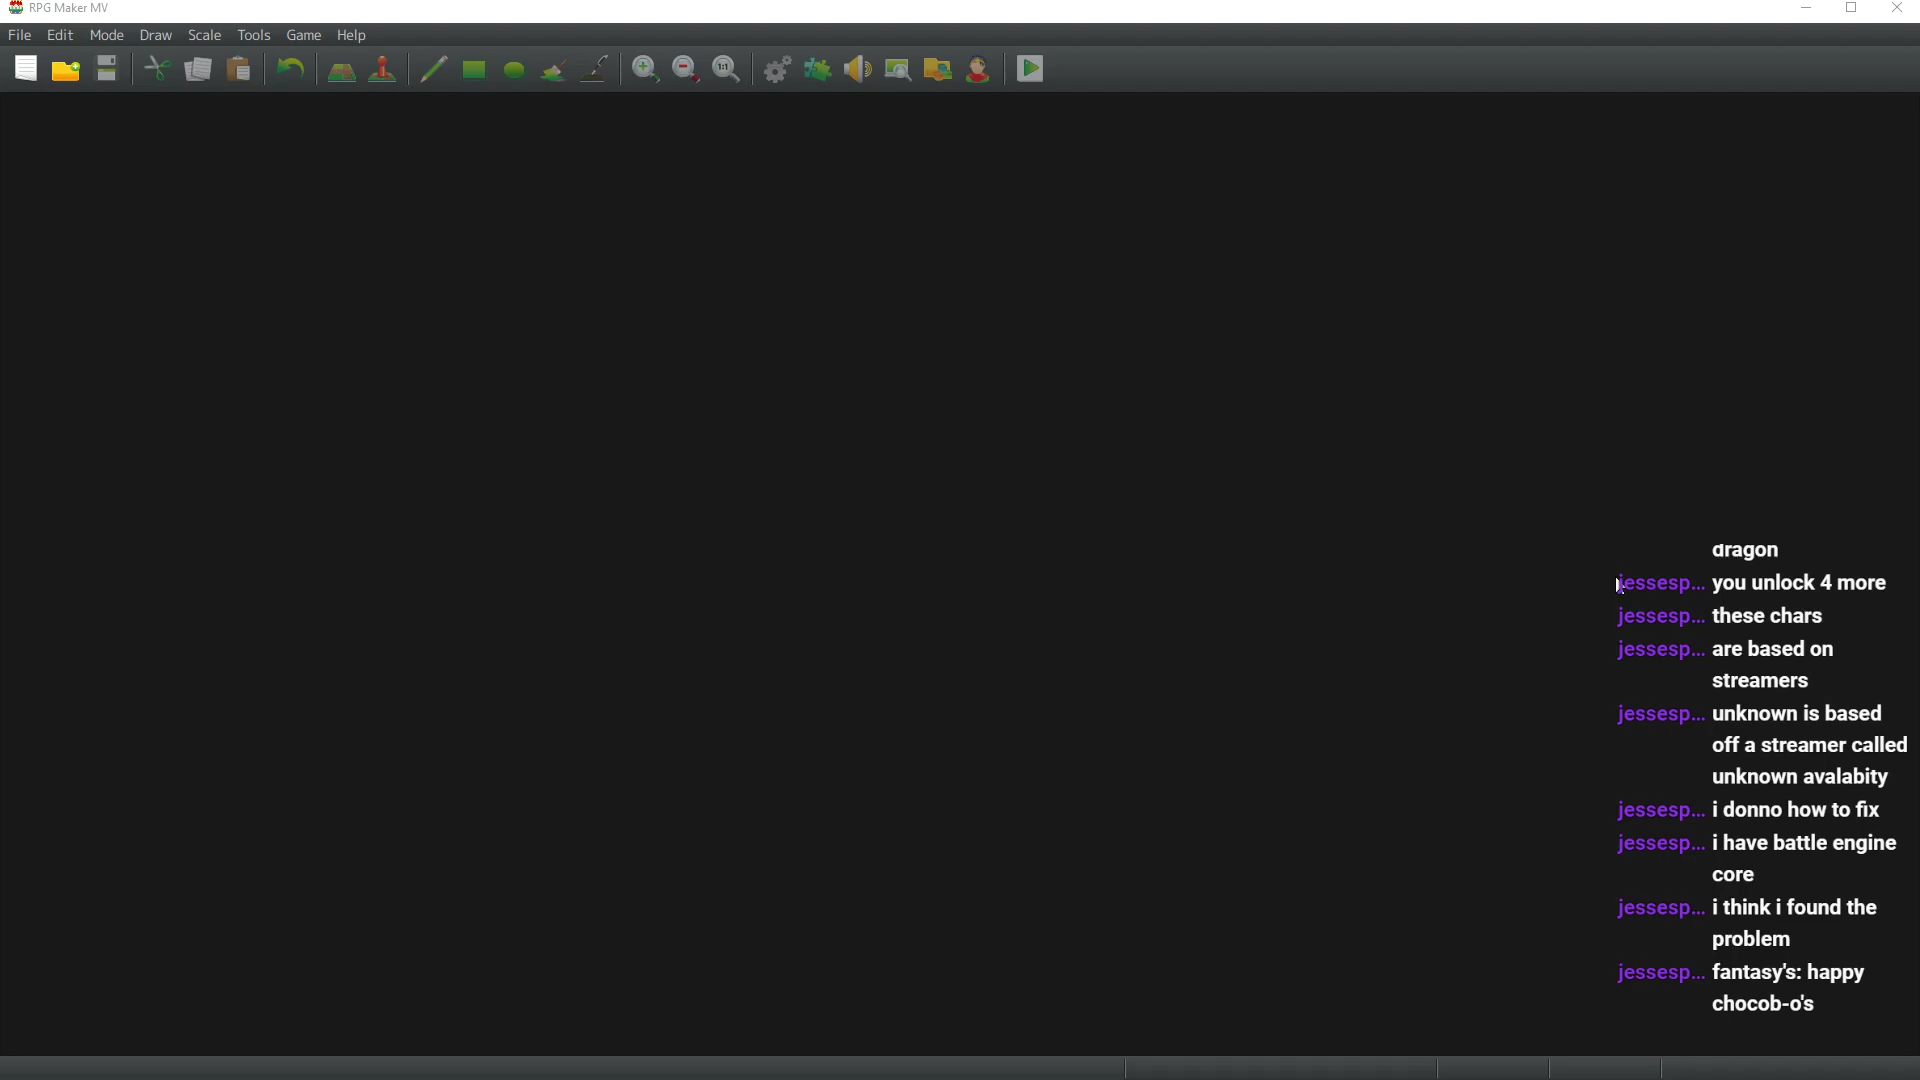 RPG Maker MV
File Edit Mode Draw Scale Tools Game Help
1:1
dragon
jessesp... you unlock 4 more
jessesp... these chars
jessesp... are based on
streamers
jessesp... unknown is based
off a streamer called
unknown avalabity
jessesp... i donno how to fix
jessesp... i have battle engine
core
jessesp... i think i found the
problem
jessesp... fantasy's: happy
chocob-o's